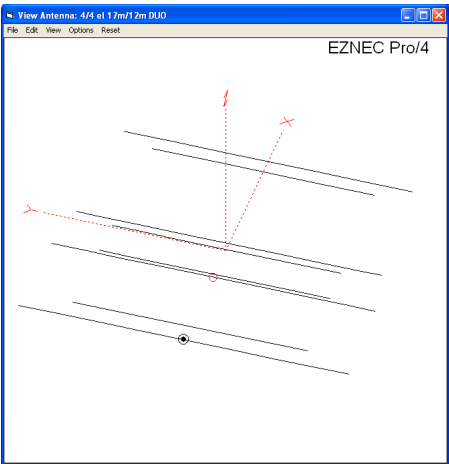 View Antenna: 4/4 el 17m/12m DUO
File Edit View Options Reset
EZNEC Pro/4
Z
X
Y